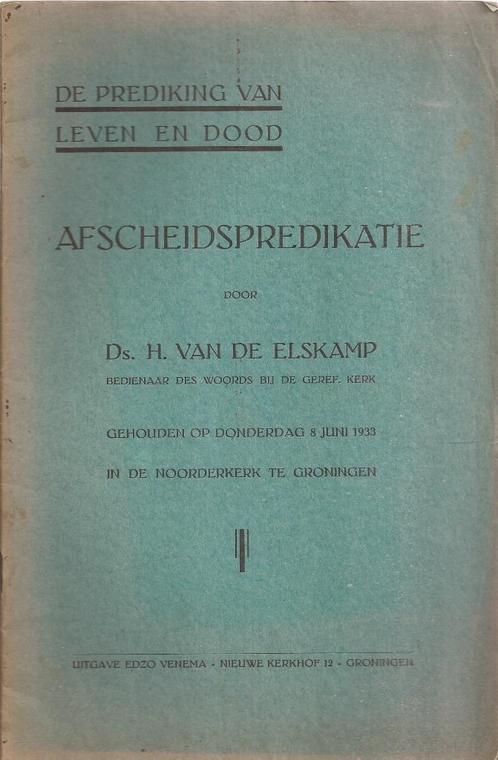 DE PREDIKING VAN
LEVEN EN DOOD
AFSCHEIDSPREDIKATIE
DOOR
Ds. H. VAN DE ELSKAMP
BEDIENAAR DES WOORDS BIJ DE GEREF. KERK
GEHOUDEN OP DONDERDAG 8 JUNI 1933
IN DE NOORDERKERK TE GRONINGEN
UITGAVE EDZO VENEMA - NIEUWE KERKHOF 12 - GRONINGEN